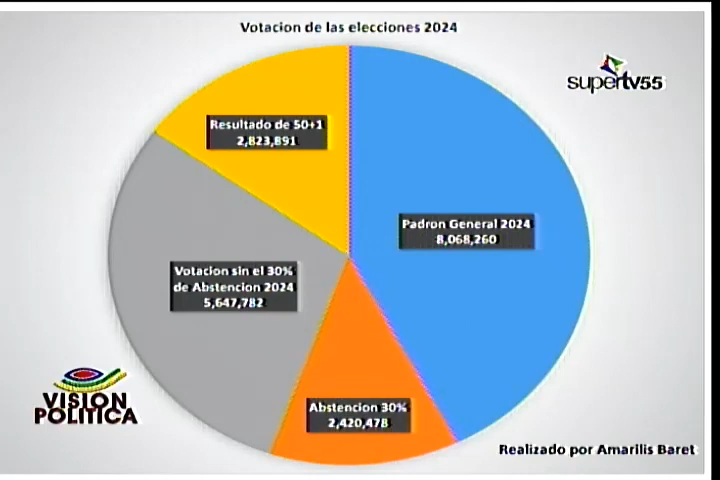 Votacion de las elecciones 2024
supertv55
Resultado de 50+1
2,823,891
Padron General 2024
8,068,260
Votacion sin el 30%
de Abstencion 2024
5,647,782
VISION
POLITICA
Abstencion 30%
2,420,478
Realizado por Amarilis Baret